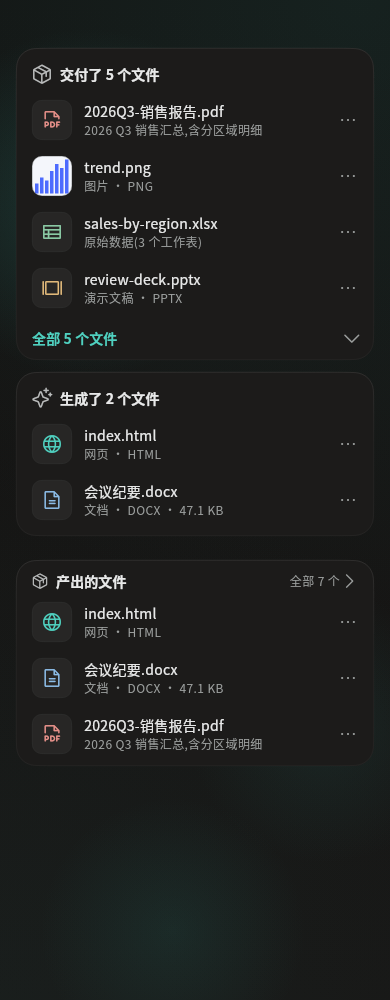 交付了 5 个文件
PDF
2026Q3-销售报告.pdf
2026 Q3 销售汇总,含分区域明细
trend.png
图片 · PNG
sales-by-region.xlsx
原始数据(3 个工作表)
review-deck.pptx
演示文稿 · PPTX
全部 5 个文件
生成了 2 个文件
index.html
网页 · HTML
会议纪要.docx
文档 · DOCX · 47.1 KB
产出的文件
全部 7 个
index.html
网页 · HTML
会议纪要.docx
文档 · DOCX · 47.1 KB
PDF
2026Q3-销售报告.pdf
2026 Q3 销售汇总,含分区域明细